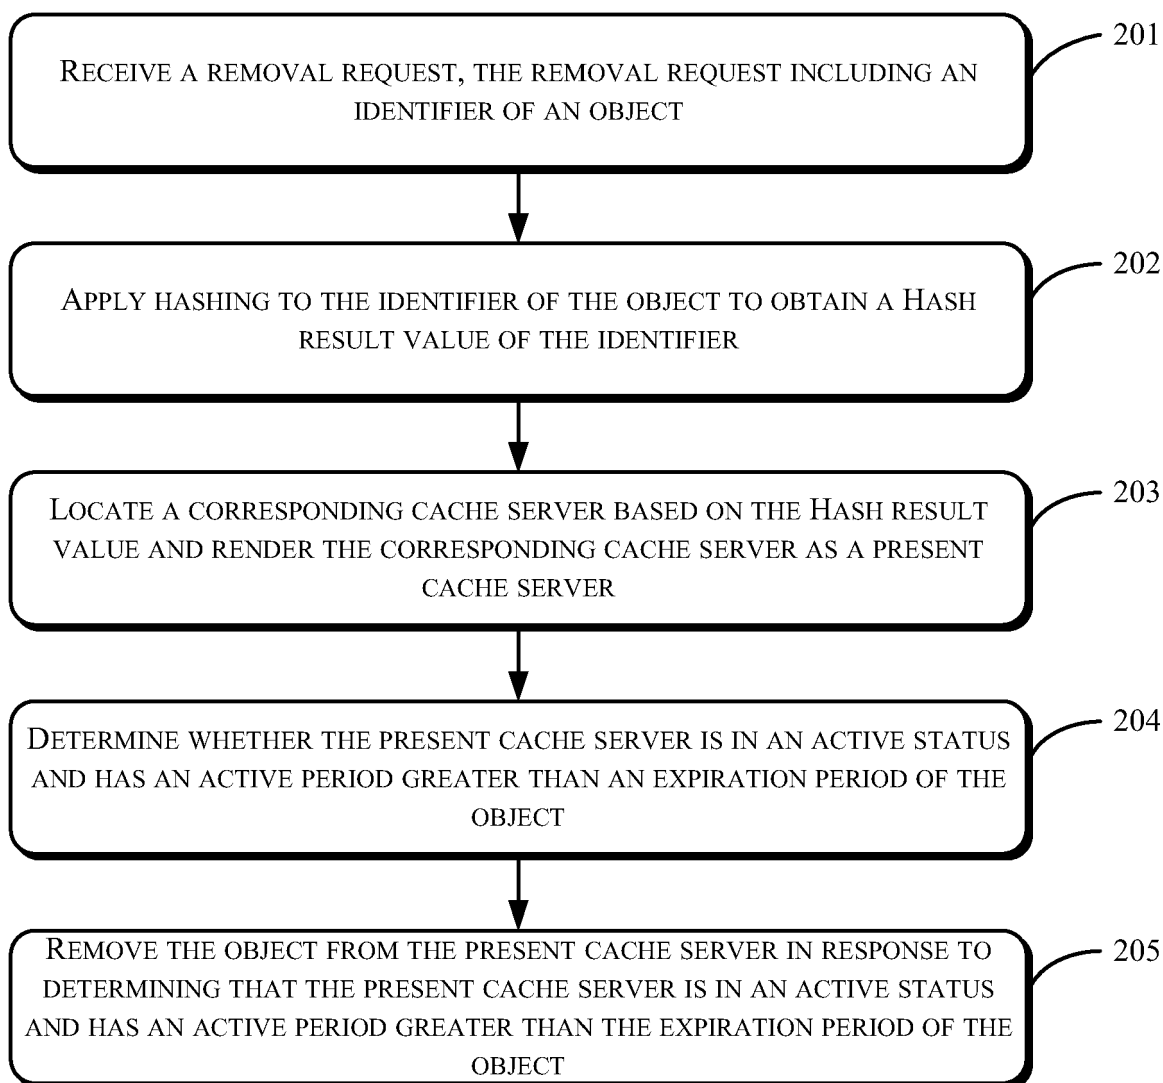 201
RECEIVE A REMOVAL REQUEST, THE REMOVAL REQUEST INCLUDING AN
IDENTIFIER OF AN OBJECT
202
APPLY HASHING TO THE IDENTIFIER OF THE OBJECT TO OBTAIN A HASH
RESULT VALUE OF THE IDENTIFIER
203
LOCATE A CORRESPONDING CACHE SERVER BASED ON THE HASH RESULT
VALUE AND RENDER THE CORRESPONDING CACHE SERVER AS A PRESENT
CACHE SERVER
204
DETERMINE WHETHER THE PRESENT CACHE SERVER IS IN AN ACTIVE STATUS
AND HAS AN ACTIVE PERIOD GREATER THAN AN EXPIRATION PERIOD OF THE
OBJECT
205
REMOVE THE OBJECT FROM THE PRESENT CACHE SERVER IN RESPONSE TO
DETERMINING THAT THE PRESENT CACHE SERVER IS IN AN ACTIVE STATUS
AND HAS AN ACTIVE PERIOD GREATER THAN THE EXPIRATION PERIOD OF THE
OBJECT